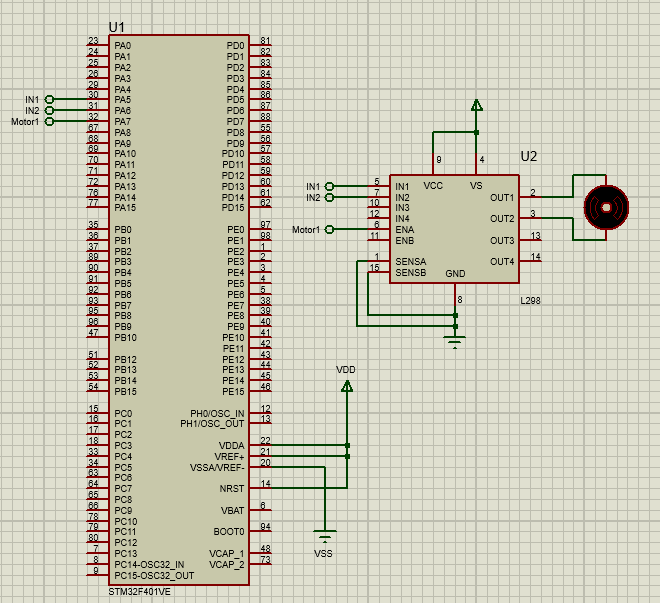 U1
23 PA0 PD0 81
24 PA1 PD1 82
25 PA2 PD2 83
26 PA3 PD3 84
29 PA4 PD4 85
IN1 30 PA5 PD5 86
IN2 31 PA6 PD6 87
Motor1 32 PA7 PD7 88
67 PA8 PD8 55
68 PA9 PD9 56
69 PA10 PD10 57
70 PA11 PD11 58
71 PA12 PD12 59
72 PA13 PD13 60
76 PA14 PD14 61
77 PA15 PD15 62
35 PB0 PE0 97
36 PB1 PE1 98
37 PB2 PE2 1
89 PB3 PE3 2
90 PB4 PE4 3
91 PB5 PE5 4
92 PB6 PE6 5
93 PB7 PE7 38
95 PB8 PE8 39
96 PB9 PE9 40
47 PB10 PE10 41
PE11 42
51 PB12 PE12 43
52 PB13 PE13 44
53 PB14 PE14 45
54 PB15 PE15 46
15 PC0 PH0/OSC_IN 12
16 PC1 PH1/OSC_OUT 13
17 PC2
18 PC3 VDDA 22
33 PC4 VREF+ 21
34 PC5 VSSA/VREF- 20
63 PC6
64 PC7 NRST 14
65 PC8
66 PC9 VBAT 6
78 PC10
79 PC11 BOOT0 94
80 PC12
7 PC13 VCAP_1 48
8 PC14-OSC32_IN VCAP_2 73
9 PC15-OSC32_OUT
STM32F401VE
VDD
VSS
U2
9 4
VCC VS
IN1 5 IN1 OUT1 2
IN2 7 IN2
10 IN3 OUT2 3
12 IN4
Motor1 6 ENA
11 ENB OUT3 13
1 SENSA OUT4 14
15 SENSB GND
8
L298